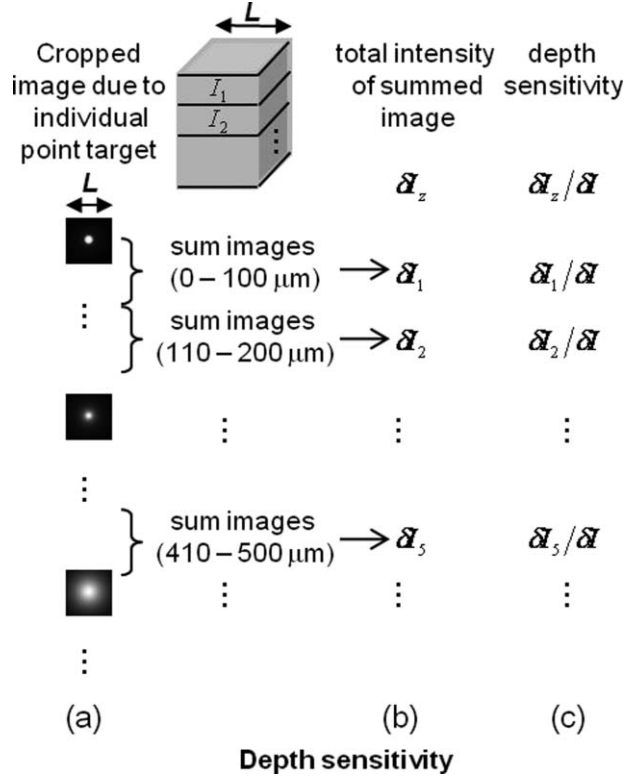 L
Cropped
image due to
individual
point target
I₁
I₂
⋮
total intensity
of summed
image
depth
sensitivity
L
δI_z
δI_z/δI
sum images
(0 – 100 μm)
δI₁
δI₁/δI
⋮
sum images
(110 – 200 μm)
δI₂
δI₂/δI
⋮
⋮
⋮
⋮
sum images
(410 – 500 μm)
δI₅
δI₅/δI
⋮
⋮
⋮
⋮
(a)
(b)
(c)
Depth sensitivity